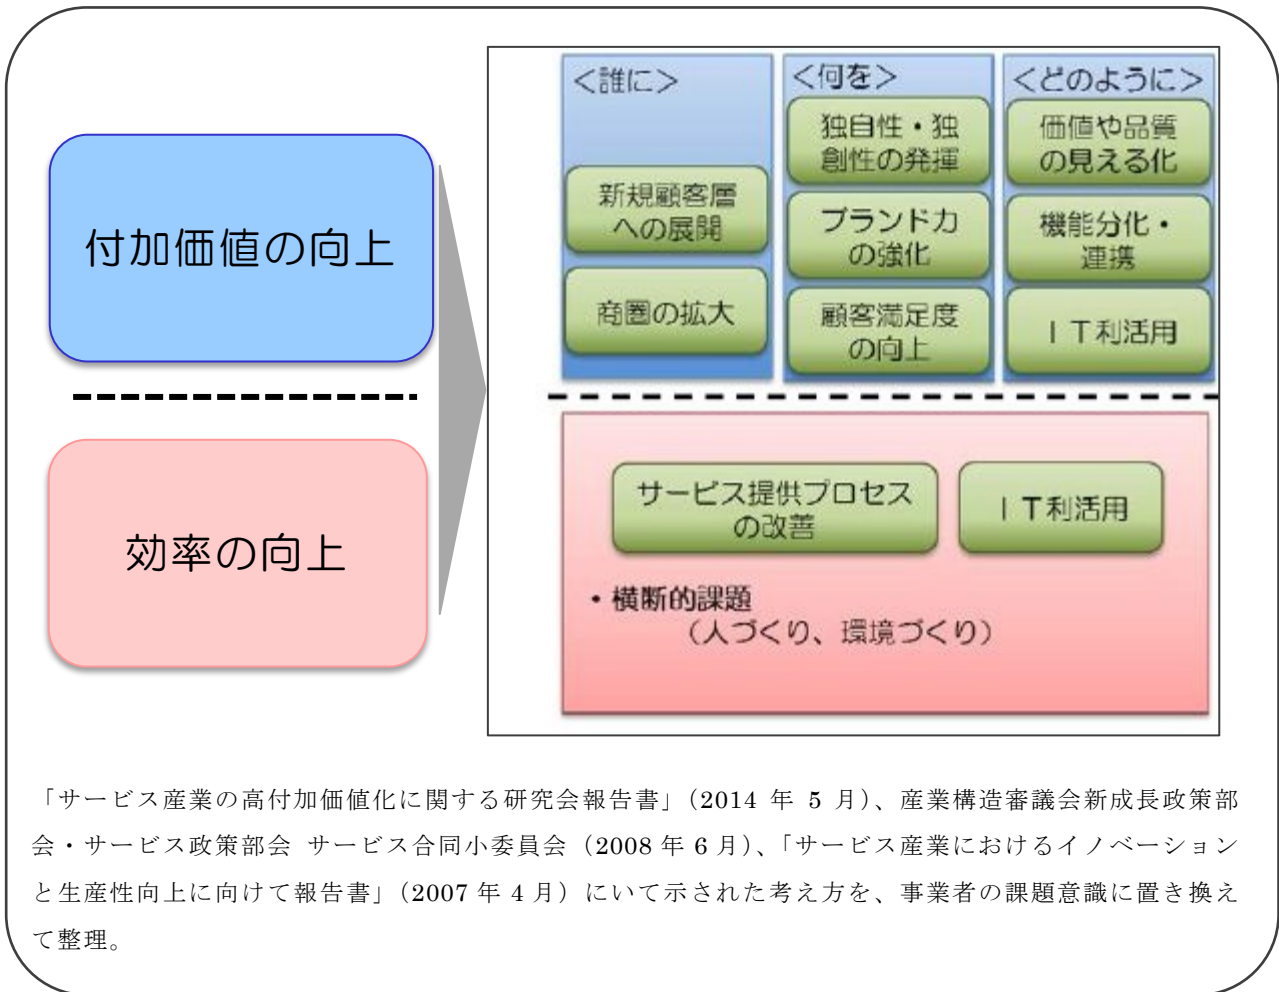 付加価値の向上
効率の向上
＜誰に＞
新規顧客層
への展開
商圏の拡大
＜何を＞
独自性・独
創性の発揮
ブランド力
の強化
顧客満足度
の向上
＜どのように＞
価値や品質
の見える化
機能分化・
連携
ＩＴ利活用
サービス提供プロセス
の改善
ＩＴ利活用
・横断的課題
（人づくり、環境づくり）
「サービス産業の高付加価値化に関する研究会報告書」（2014 年 5 月）、産業構造審議会新成長政策部
会・サービス政策部会 サービス合同小委員会（2008 年 6 月）、「サービス産業におけるイノベーション
と生産性向上に向けて報告書」（2007 年 4 月）にいて示された考え方を、事業者の課題意識に置き換え
て整理。